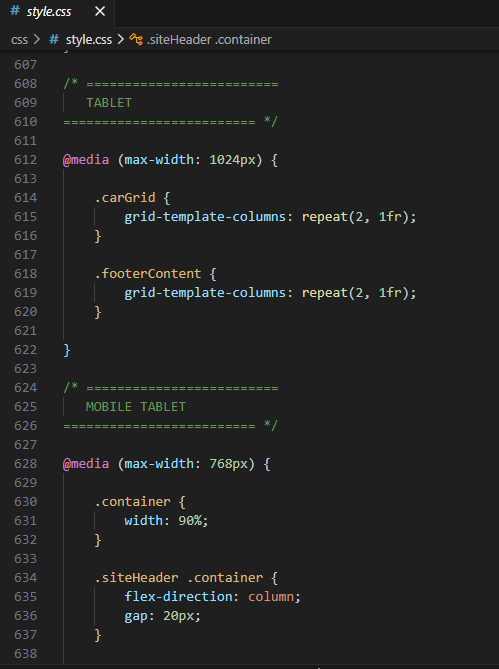 # style.css ×
css > # style.css > .siteHeader .container
607 }
608 /* =========================
609 TABLET
610 ========================= */
611
612 @media (max-width: 1024px) {
613
614 .carGrid {
615 grid-template-columns: repeat(2, 1fr);
616 }
617
618 .footerContent {
619 grid-template-columns: repeat(2, 1fr);
620 }
621
622 }
623
624 /* =========================
625 MOBILE TABLET
626 ========================= */
627
628 @media (max-width: 768px) {
629
630 .container {
631 width: 90%;
632 }
633
634 .siteHeader .container {
635 flex-direction: column;
636 gap: 20px;
637 }
638